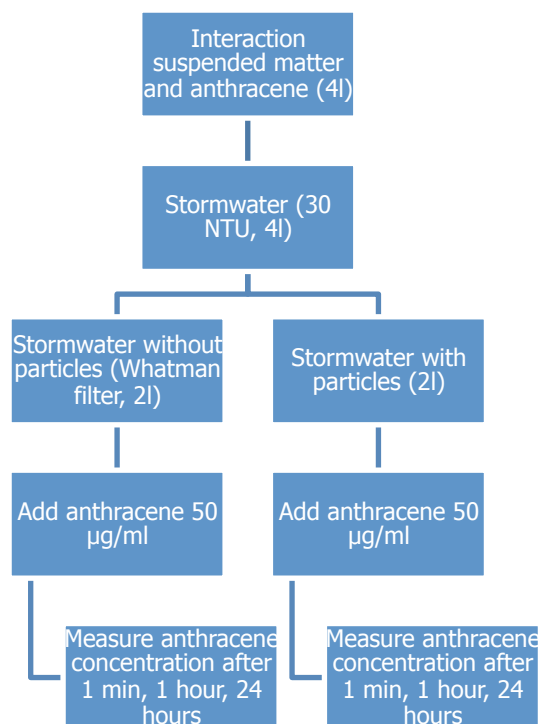 Interaction
suspended matter
and anthracene (4l)
Stormwater (30
NTU, 4l)
Stormwater without
particles (Whatman
filter, 2l)
Stormwater with
particles (2l)
Add anthracene 50
µg/ml
Add anthracene 50
µg/ml
Measure anthracene
concentration after
1 min, 1 hour, 24
hours
Measure anthracene
concentration after
1 min, 1 hour, 24
hours